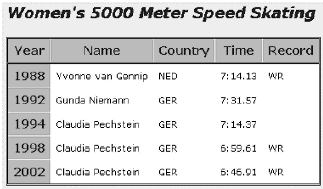 Women's 5000 Meter Speed Skating
Year Name Country Time Record
1988 Yvonne van Gennip NED 7:14.13 WR
1992 Gunda Niemann GER 7:31.57
1994 Claudia Pechstein GER 7:14.37
1998 Claudia Pechstein GER 6:59.61 WR
2002 Claudia Pechstein GER 6:46.91 WR